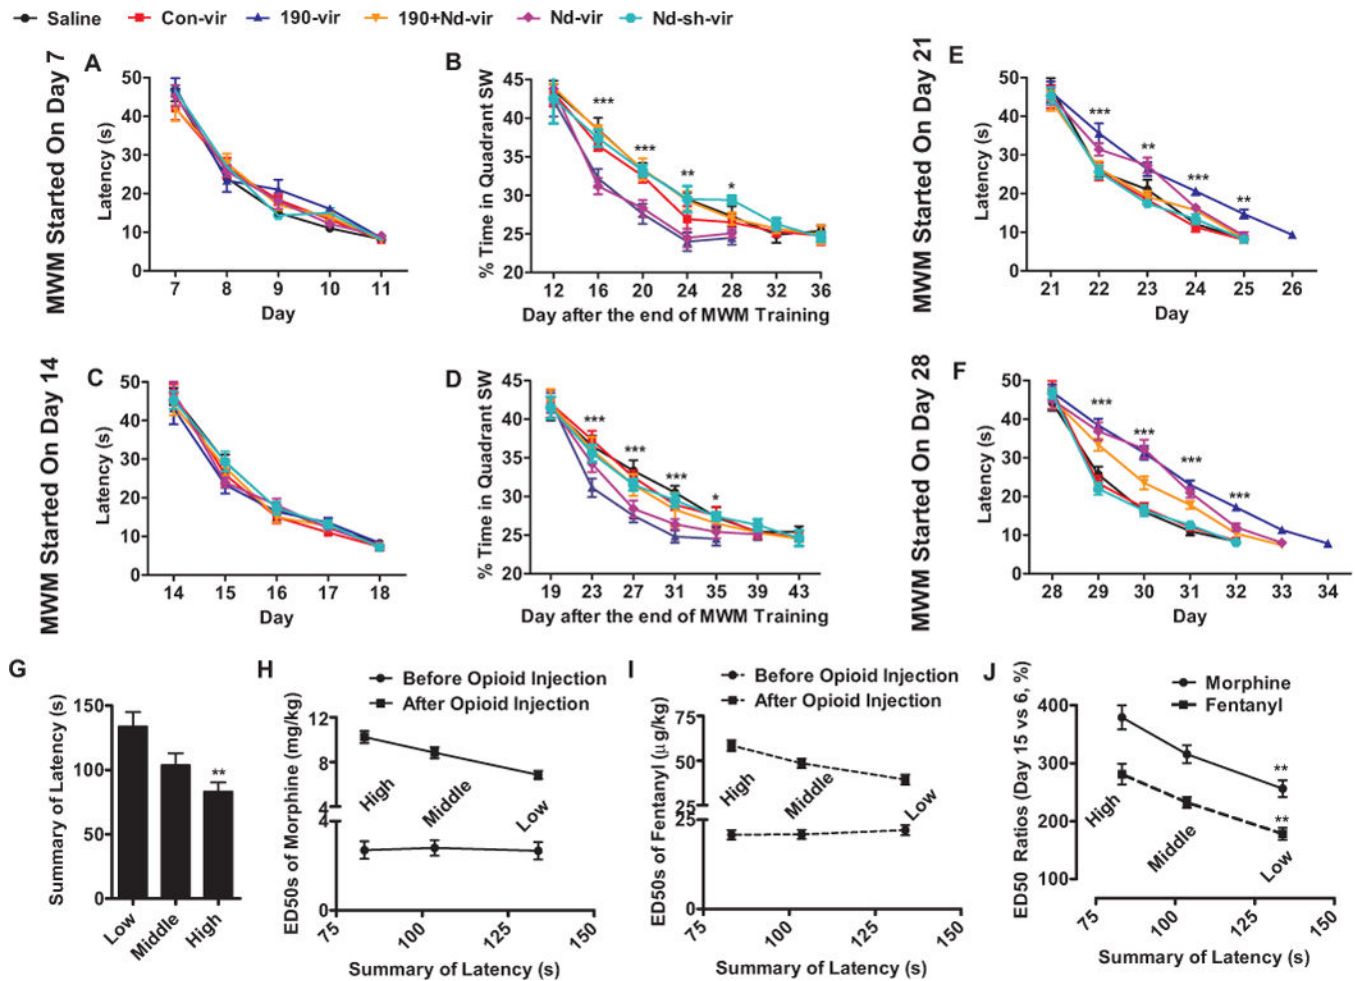 Saline Con-vir 190-vir 190+Nd-vir Nd-vir Nd-sh-vir
MWM Started On Day 7
A
Latency (s)
50
40
30
20
10
0
7 8 9 10 11
Day
B
% Time in Quadrant SW
45
40
35
30
25
20
*** *** ** *
12 16 20 24 28 32 36
Day after the end of MWM Training
MWM Started On Day 21
E
Latency (s)
50
40
30
20
10
0
*** ** *** **
21 22 23 24 25 26
Day
MWM Started On Day 14
C
Latency (s)
50
40
30
20
10
0
14 15 16 17 18
Day
D
% Time in Quadrant SW
45
40
35
30
25
20
*** *** *** *
19 23 27 31 35 39 43
Day after the end of MWM Training
MWM Started On Day 28
F
Latency (s)
50
40
30
20
10
0
*** *** *** ***
28 29 30 31 32 33 34
Day
G
Summary of Latency (s)
150
100
50
0
**
Low Middle High
H
Before Opioid Injection
After Opioid Injection
ED50s of Morphine (mg/kg)
12
8
4
4
0
High Middle Low
75 100 125 150
Summary of Latency (s)
I
Before Opioid Injection
After Opioid Injection
ED50s of Fentanyl (μg/kg)
75
50
25
25
0
High Middle Low
75 100 125 150
Summary of Latency (s)
J
Morphine
Fentanyl
ED50 Ratios (Day 15 vs 6, %)
400
300
200
100
**
**
High Middle Low
75 100 125 150
Summary of Latency (s)